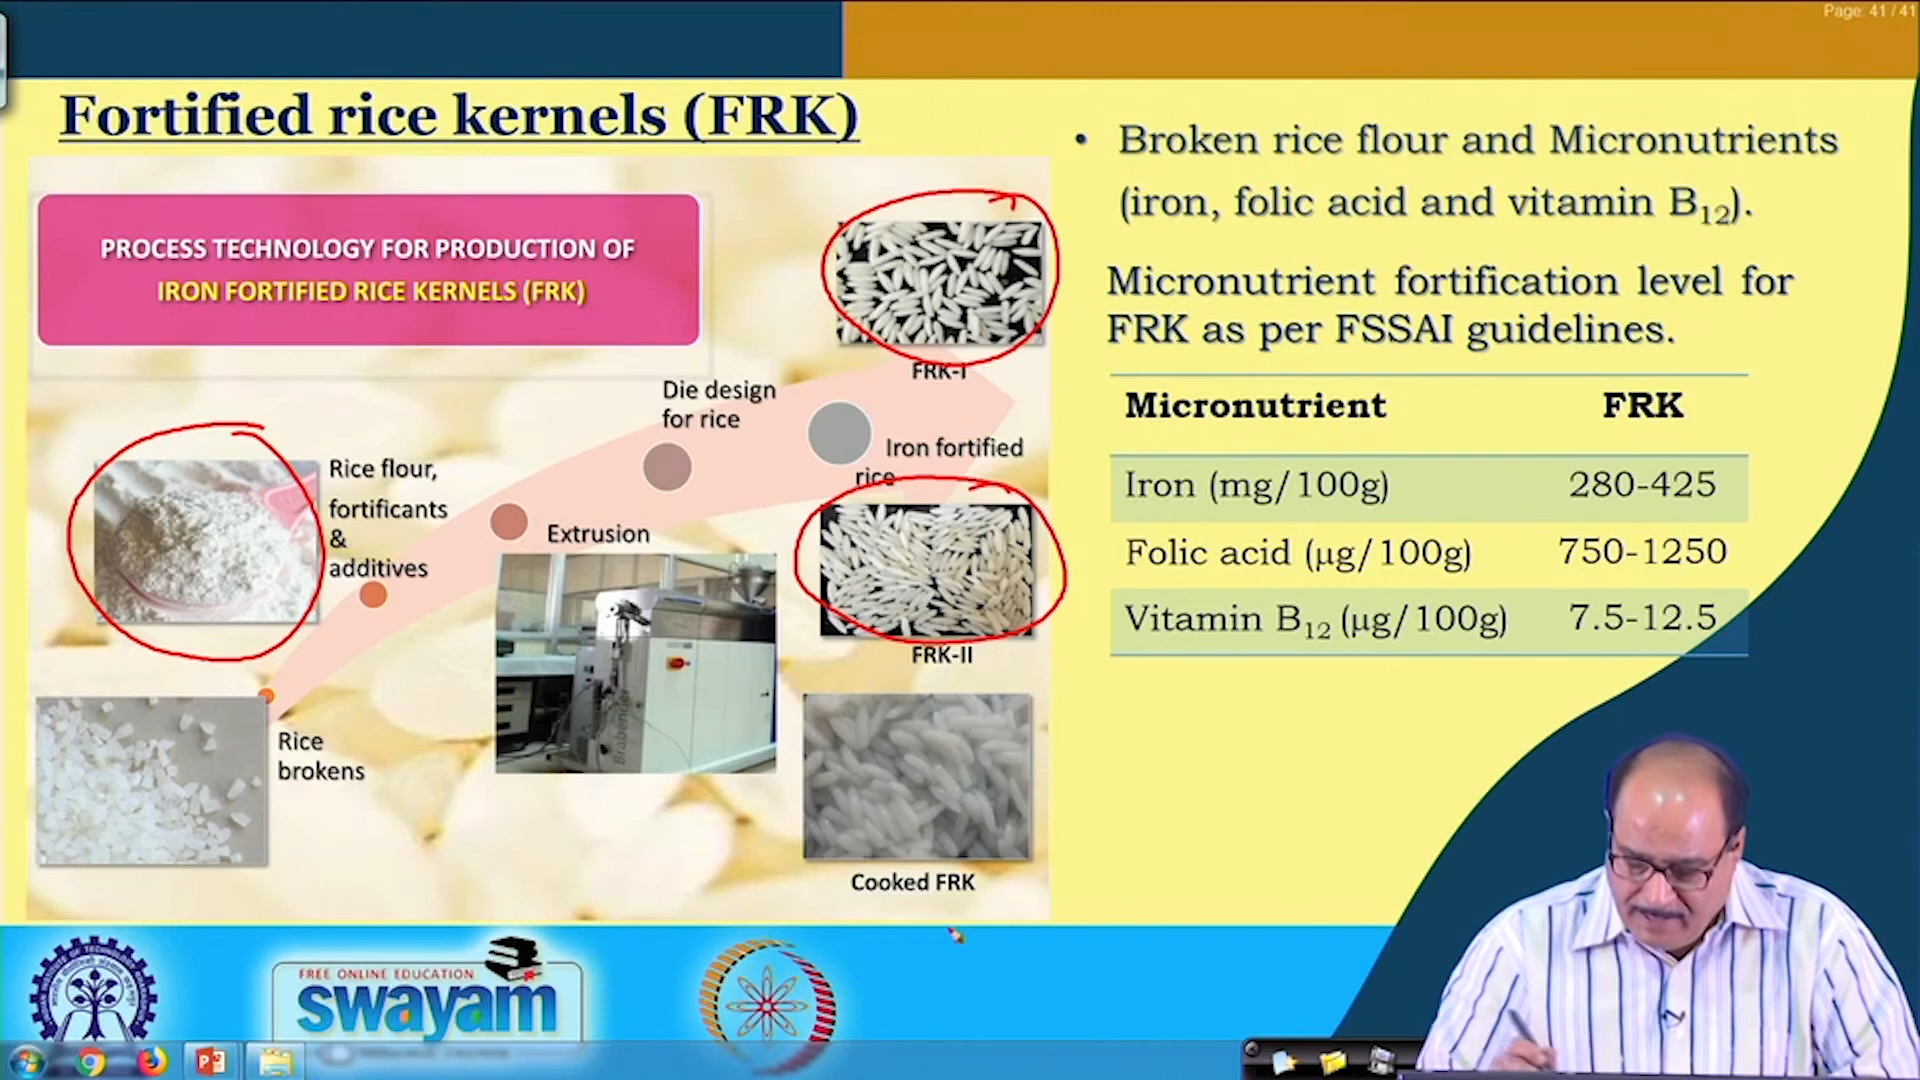 Page: 41 / 41
Fortified rice kernels (FRK)
PROCESS TECHNOLOGY FOR PRODUCTION OF
IRON FORTIFIED RICE KERNELS (FRK)
FRK-I
Die design
for rice
Iron fortified
rice
Rice flour,
fortificants
&
additives
Extrusion
Brabender
FRK-II
Rice
brokens
Cooked FRK
• Broken rice flour and Micronutrients
(iron, folic acid and vitamin B₁₂).
Micronutrient fortification level for
FRK as per FSSAI guidelines.
Micronutrient FRK
Iron (mg/100g) 280-425
Folic acid (µg/100g) 750-1250
Vitamin B₁₂ (µg/100g) 7.5-12.5
FREE ONLINE EDUCATION
swayam